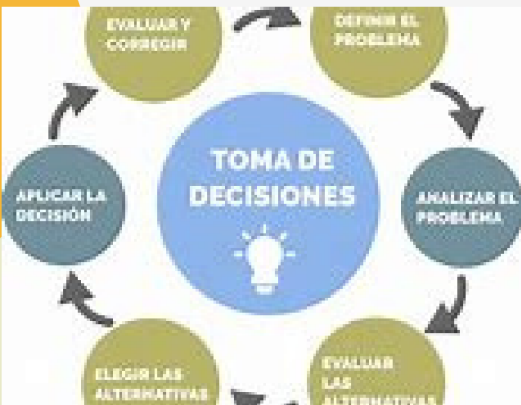 EVALUAR Y
CORREGIR
DEFINIR EL
PROBLEMA
TOMA DE
DECISIONES
APLICAR LA
DECISIÓN
ANALIZAR EL
PROBLEMA
ELEGIR LAS
ALTERNATIVAS
EVALUAR
LAS
ALTERNATIVAS